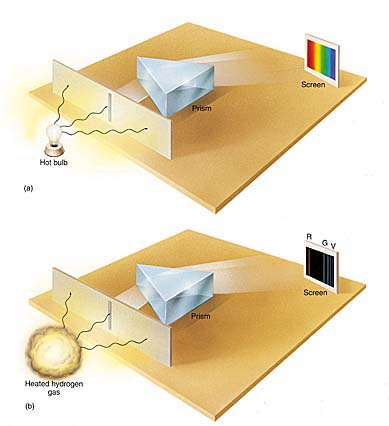 Prism
Screen
Hot bulb
(a)
R
G
V
Prism
Screen
Heated hydrogen
gas
(b)